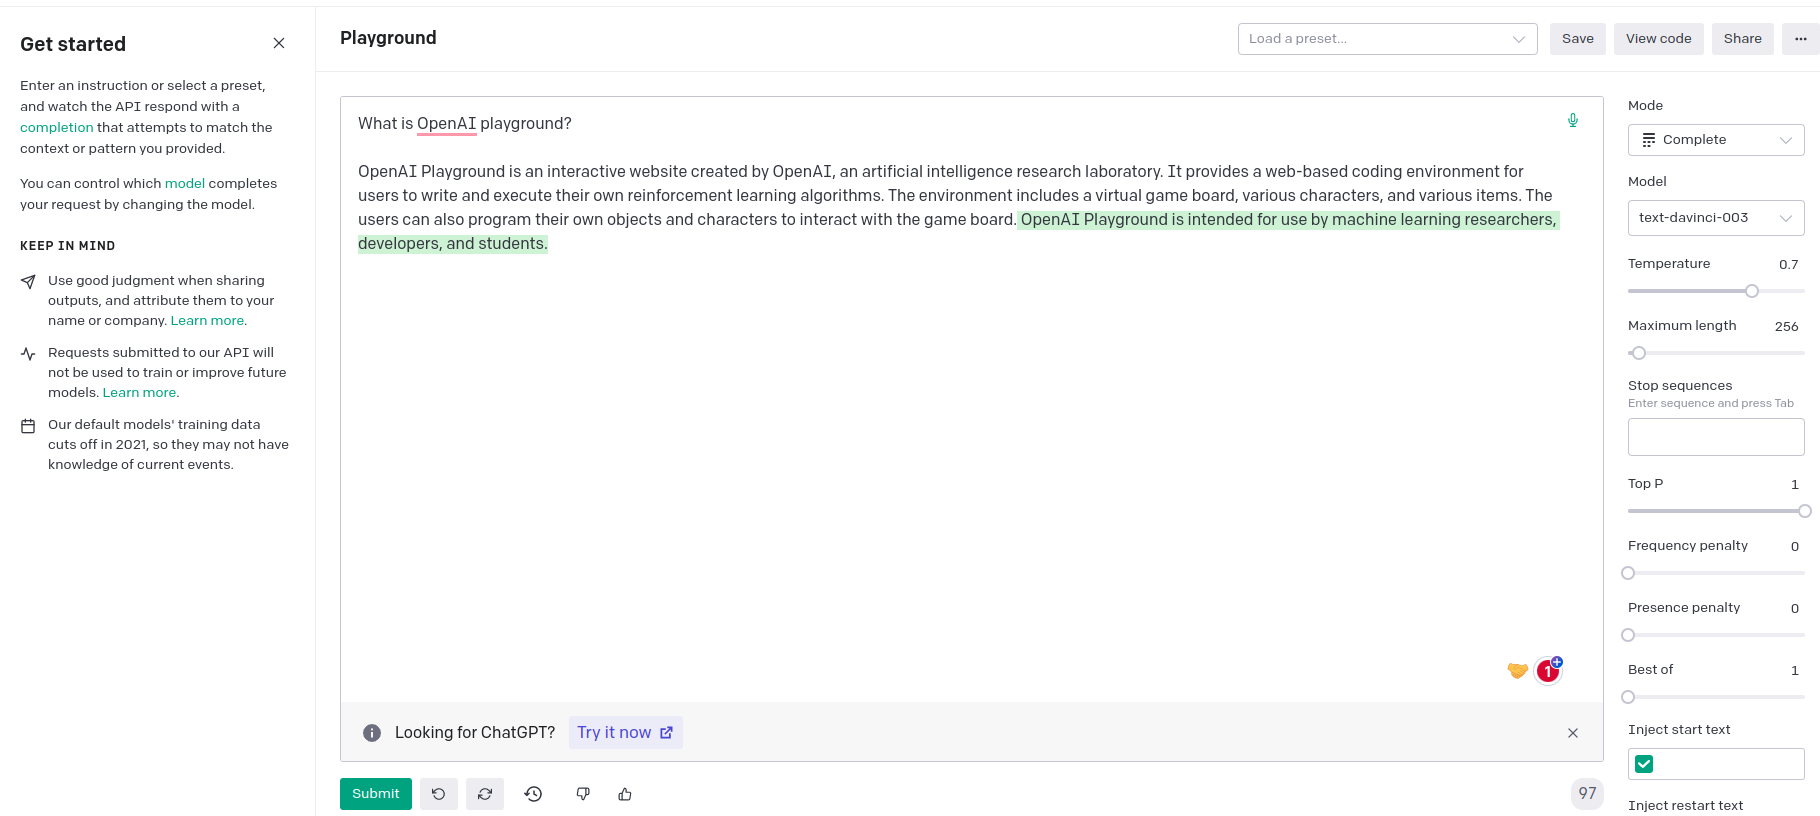 Get started
Enter an instruction or select a preset,
and watch the API respond with a
completion that attempts to match the
context or pattern you provided.
You can control which model completes
your request by changing the model.
KEEP IN MIND
Use good judgment when sharing
outputs, and attribute them to your
name or company. Learn more.
Requests submitted to our API will
not be used to train or improve future
models. Learn more.
Our default models' training data
cuts off in 2021, so they may not have
knowledge of current events.
Playground
Load a preset...
Save
View code
Share
What is OpenAI playground?
OpenAI Playground is an interactive website created by OpenAI, an artificial intelligence research laboratory. It provides a web-based coding environment for
users to write and execute their own reinforcement learning algorithms. The environment includes a virtual game board, various characters, and various items. The
users can also program their own objects and characters to interact with the game board. OpenAI Playground is intended for use by machine learning researchers,
developers, and students.
1
Looking for ChatGPT? Try it now
Submit
97
Mode
Complete
Model
text-davinci-003
Temperature 0.7
Maximum length 256
Stop sequences
Enter sequence and press Tab
Top P 1
Frequency penalty 0
Presence penalty 0
Best of 1
Inject start text
Inject restart text